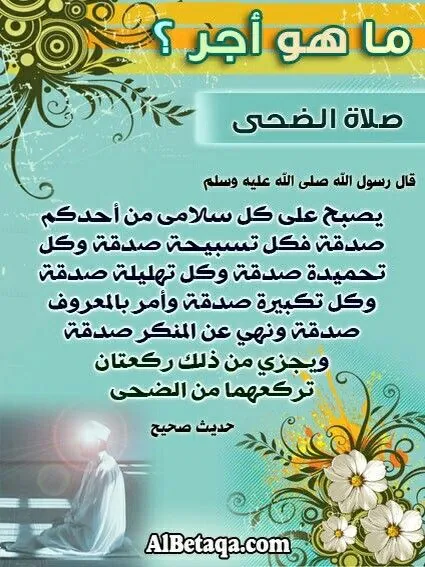 ما هو أجر ؟
صلاة الضحى
قال رسول الله صلى الله عليه وسلم
يصبح على كل سلامى من أحدكم
صدقة فكل تسبيحة صدقة وكل
تحميدة صدقة وكل تهليلة صدقة
وكل تكبيرة صدقة وأمر بالمعروف
صدقة ونهي عن المنكر صدقة
ويجزي من ذلك ركعتان
تركعهما من الضحى
حديث صحيح
AlBetaqa.com